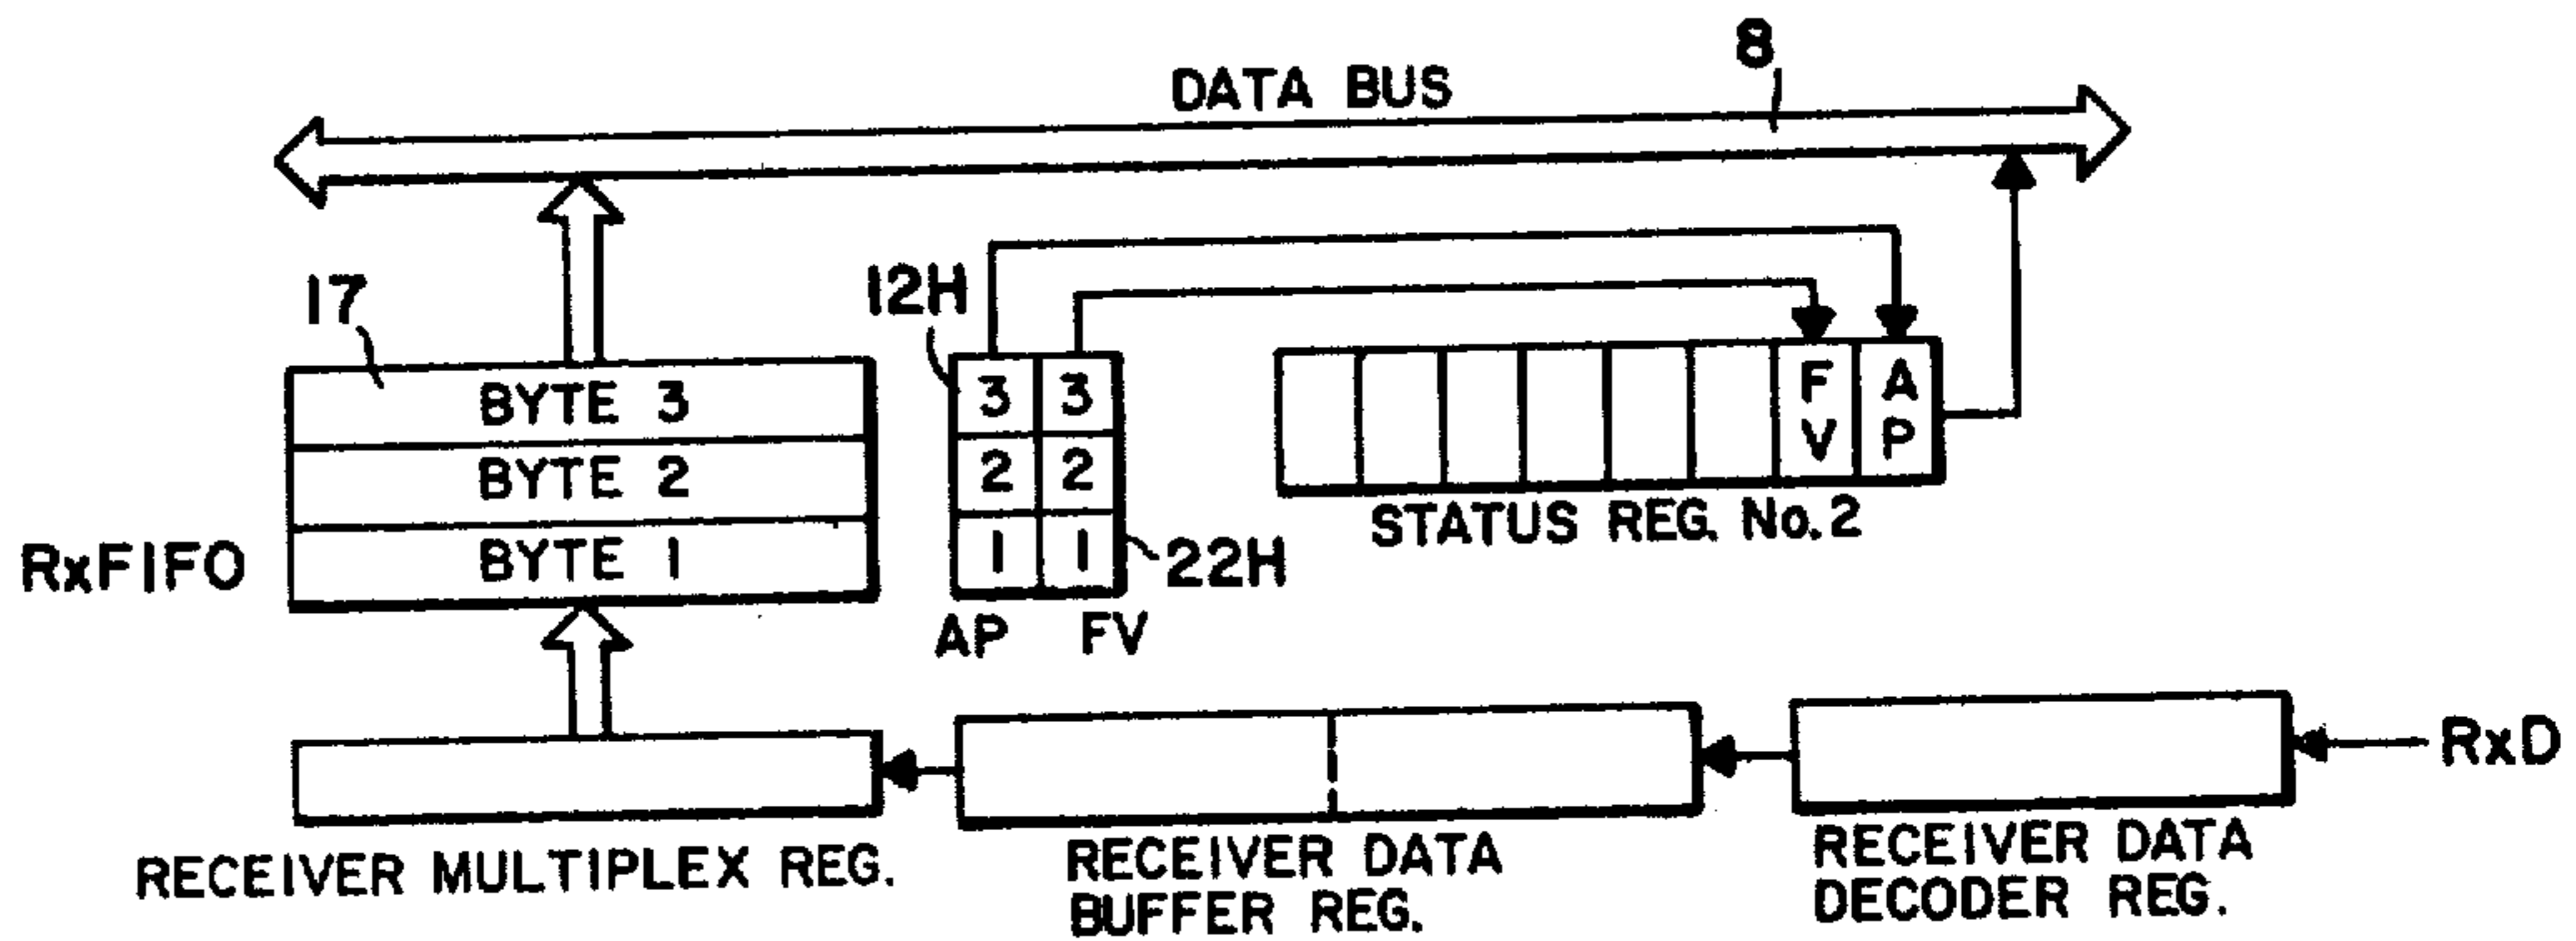 8
DATA BUS
17
12H
BYTE 3
BYTE 2
BYTE 1
RxFIFO
3 3
2 2
1 1
22H
AP FV
F
V
A
P
STATUS REG. No.2
RxD
RECEIVER MULTIPLEX REG.
RECEIVER DATA
BUFFER REG.
RECEIVER DATA
DECODER REG.